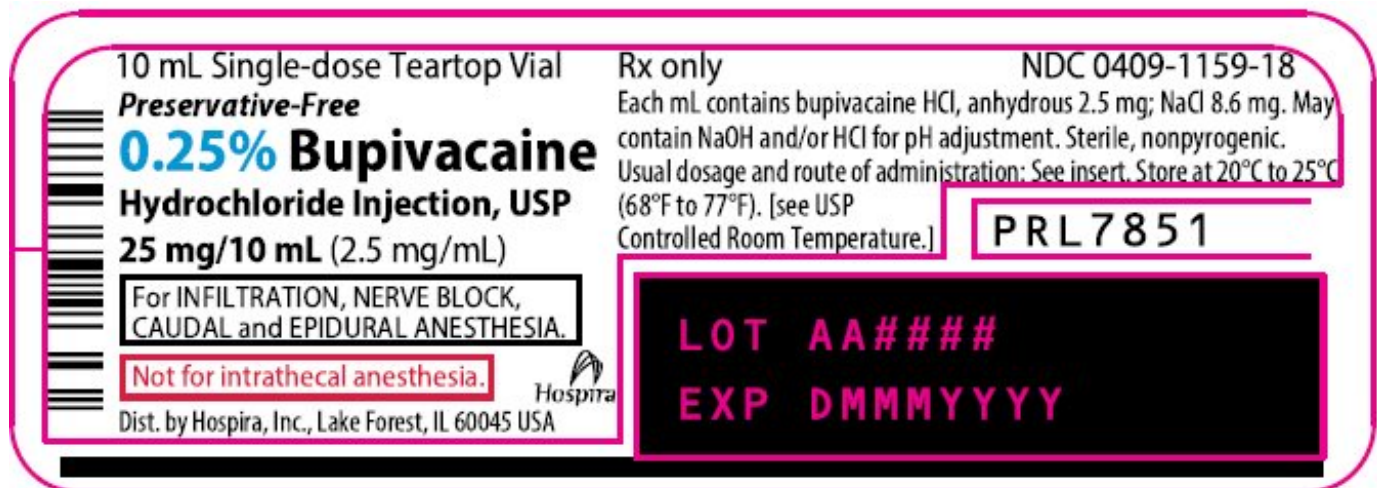 10 mL Single-dose Teartop Vial
Preservative-Free
0.25% Bupivacaine
Hydrochloride Injection, USP
25 mg/10 mL (2.5 mg/mL)
For INFILTRATION, NERVE BLOCK,
CAUDAL and EPIDURAL ANESTHESIA.
Not for intrathecal anesthesia.
Hospira
Dist. by Hospira, Inc., Lake Forest, IL 60045 USA
Rx only NDC 0409-1159-18
Each mL contains bupivacaine HCl, anhydrous 2.5 mg; NaCl 8.6 mg. May
contain NaOH and/or HCl for pH adjustment. Sterile, nonpyrogenic.
Usual dosage and route of administration: See insert. Store at 20°C to 25°C
(68°F to 77°F). [see USP
Controlled Room Temperature.]
PRL7851
LOT AA####
EXP DMMMYYYY